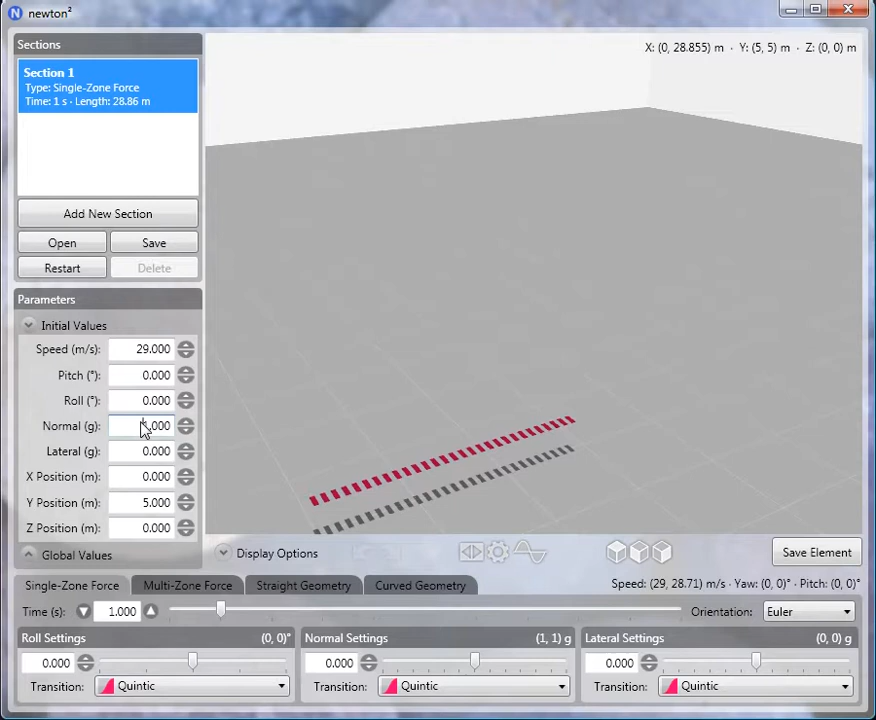 newton²
Sections
X: (0, 28.855) m · Y: (5, 5) m · Z: (0, 0) m
Section 1
Type: Single-Zone Force
Time: 1 s · Length: 28.86 m
Add New Section
Open
Save
Restart
Delete
Parameters
Initial Values
Speed (m/s): 29.000
Pitch (°): 0.000
Roll (°): 0.000
Normal (g):
Lateral (g): 0.000
X Position (m): 0.000
Y Position (m): 5.000
Z Position (m): 0.000
Global Values
Display Options
Save Element
Single-Zone Force
Multi-Zone Force
Straight Geometry
Curved Geometry
Speed: (29, 28.71) m/s · Yaw: (0, 0)° · Pitch: (0, 0)°
Time (s): 1.000
Orientation: Euler
Roll Settings (0, 0)°
Normal Settings (1, 1) g
Lateral Settings (0, 0) g
0.000
0.000
0.000
Transition: Quintic
Transition: Quintic
Transition: Quintic